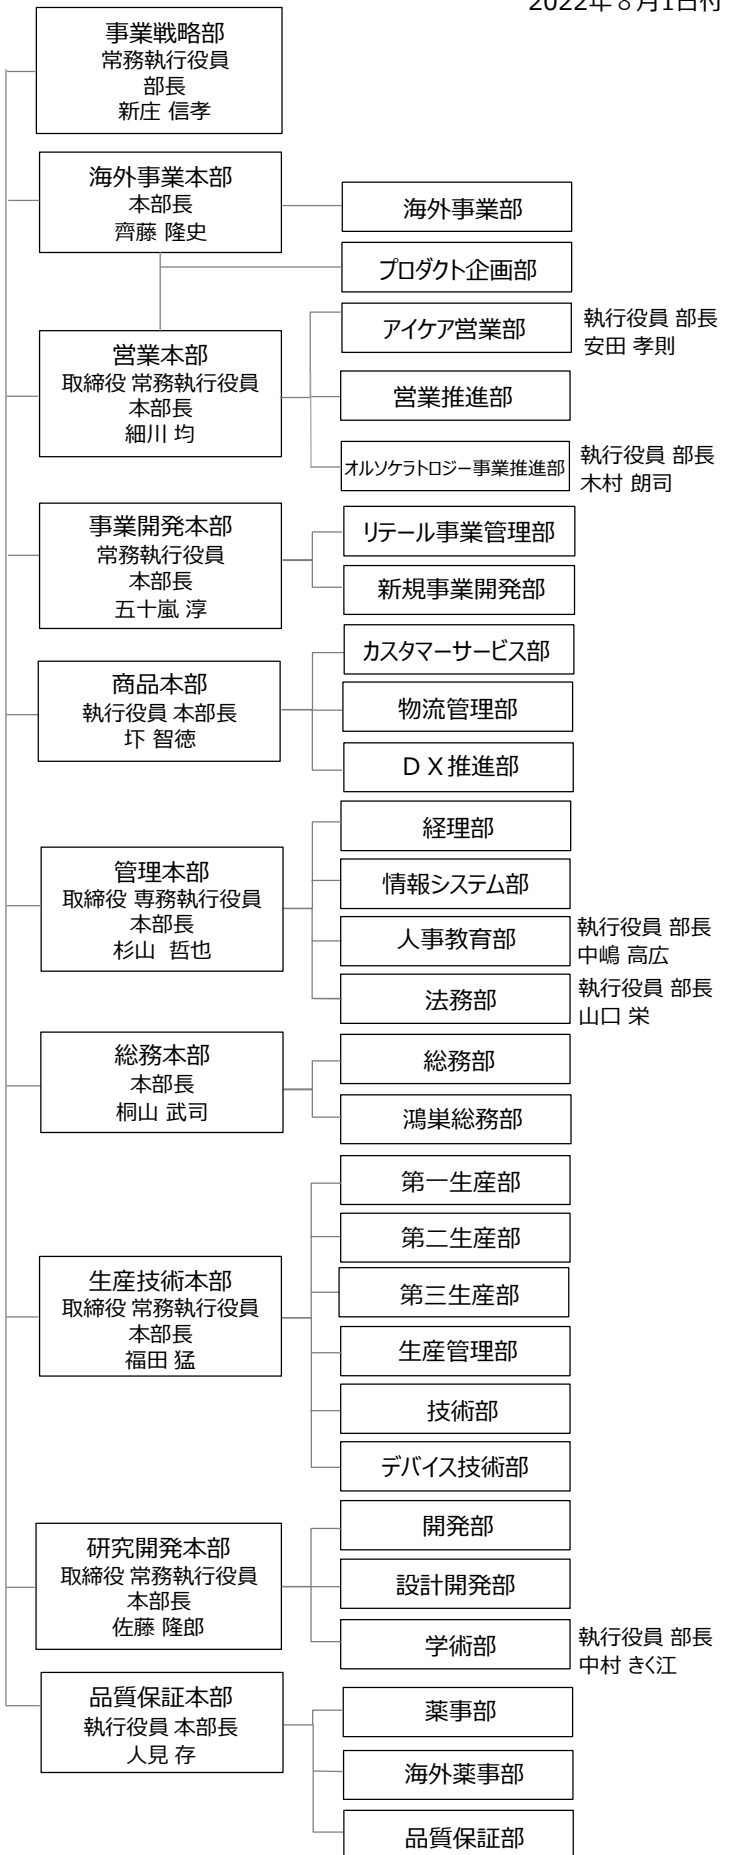 2022年8月1日付
事業戦略部
常務執行役員
部長
新庄 信孝
海外事業本部
本部長
齊藤 隆史
海外事業部
プロダクト企画部
営業本部
取締役 常務執行役員
本部長
細川 均
アイケア営業部
執行役員 部長
安田 孝則
営業推進部
オルソケラトロジー事業推進部
執行役員 部長
木村 朗司
事業開発本部
常務執行役員
本部長
五十嵐 淳
リテール事業管理部
新規事業開発部
商品本部
執行役員 本部長
圷 智徳
カスタマーサービス部
物流管理部
DX推進部
管理本部
取締役 専務執行役員
本部長
杉山 哲也
経理部
情報システム部
人事教育部
執行役員 部長
中嶋 高広
法務部
執行役員 部長
山口 栄
総務本部
本部長
桐山 武司
総務部
鴻巣総務部
生産技術本部
取締役 常務執行役員
本部長
福田 猛
第一生産部
第二生産部
第三生産部
生産管理部
技術部
デバイス技術部
研究開発本部
取締役 常務執行役員
本部長
佐藤 隆郎
開発部
設計開発部
学術部
執行役員 部長
中村 きく江
品質保証本部
執行役員 本部長
人見 存
薬事部
海外薬事部
品質保証部